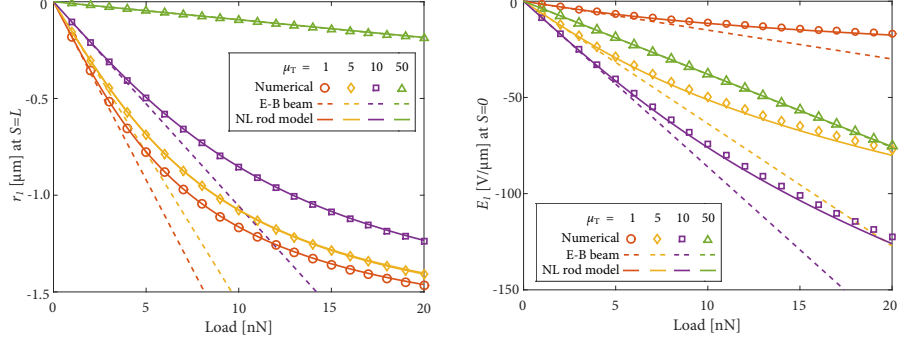 0
-0.5
-1.0
-1.5
r₁ [μm] at S=L
0 5 10 15 20
Load [nN]
μ_T = 1 5 10 50
Numerical
E-B beam
NL rod model
0
-50
-100
-150
E₁ [V/μm] at S=0
0 5 10 15 20
Load [nN]
μ_T = 1 5 10 50
Numerical
E-B beam
NL rod model